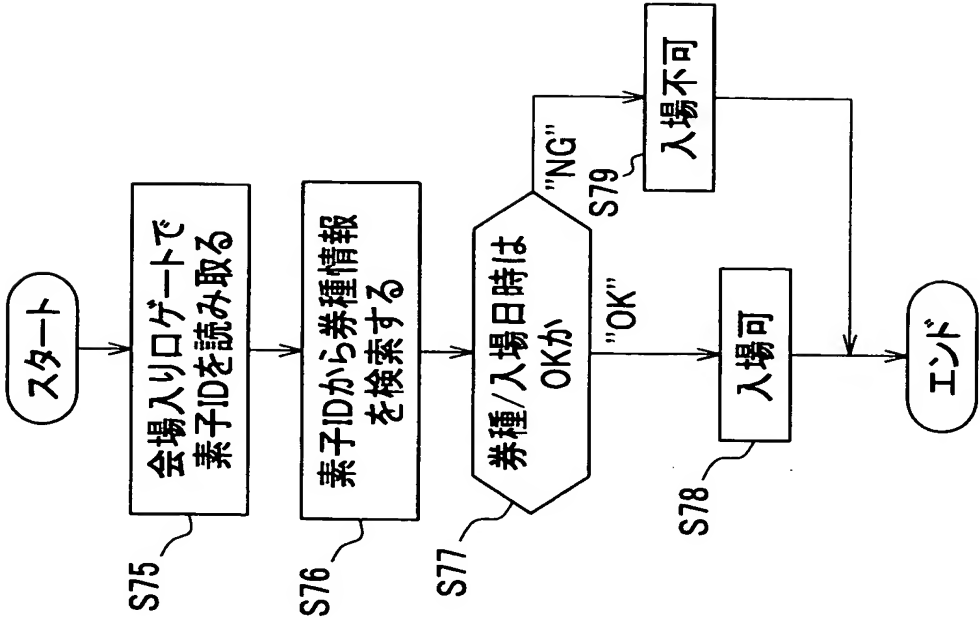 スタート
S75
会場入り口ゲートで
素子IDを読み取る
S76
素子IDから券種情報
を検索する
S77
券種/入場日時は
OKか
"NG"
"OK"
S79
入場不可
S78
入場可
エンド